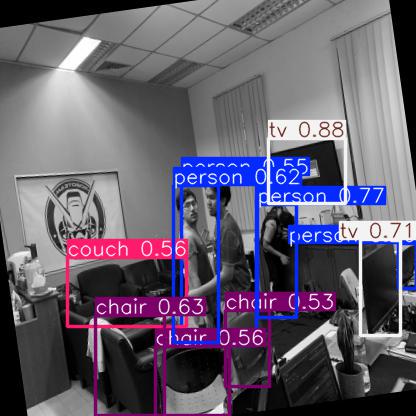 tv 0.88
person 0.55
person 0.62
person 0.77
person
tv 0.71
couch 0.56
chair 0.63
chair 0.53
chair 0.56